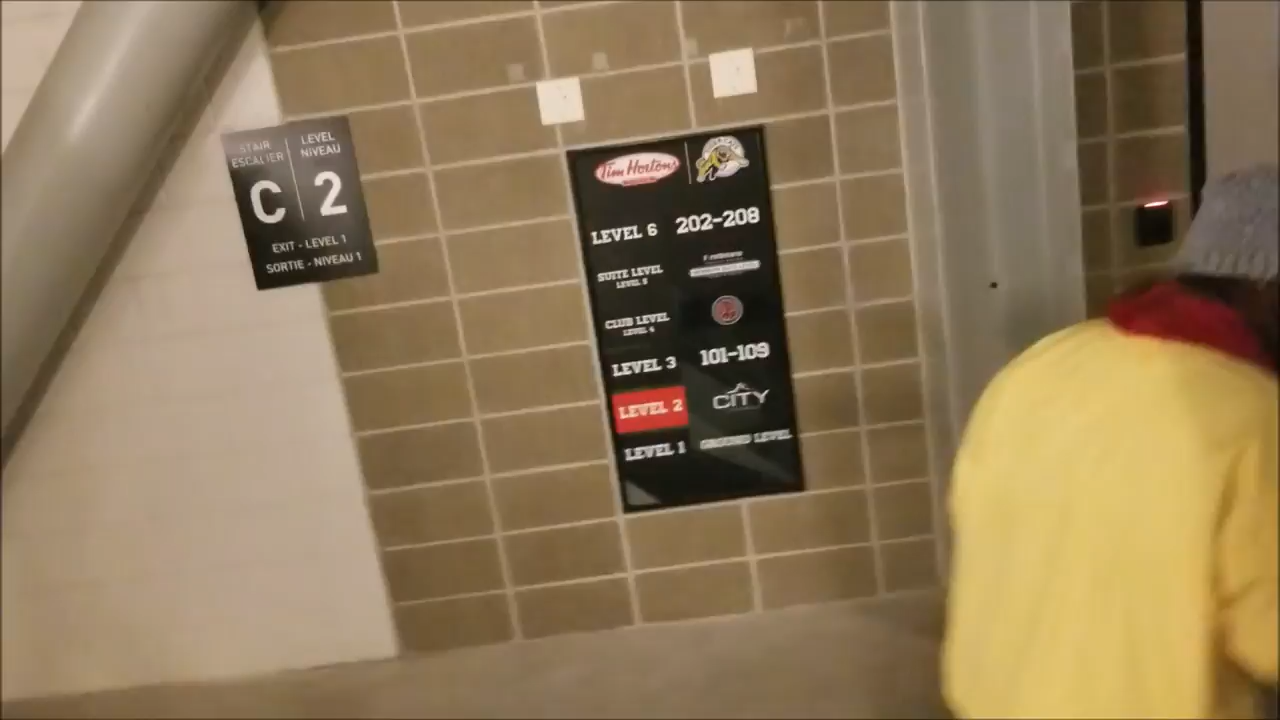 STAIR
ESCALIER
LEVEL
NIVEAU
C
2
EXIT - LEVEL 1
SORTIE - NIVEAU 1
Tim Hortons
LEVEL 6 202-208
SUITE LEVEL
LEVEL 5
CLUB LEVEL
LEVEL 4
LEVEL 3 101-109
LEVEL 2 CITY
LEVEL 1 GROUND LEVEL